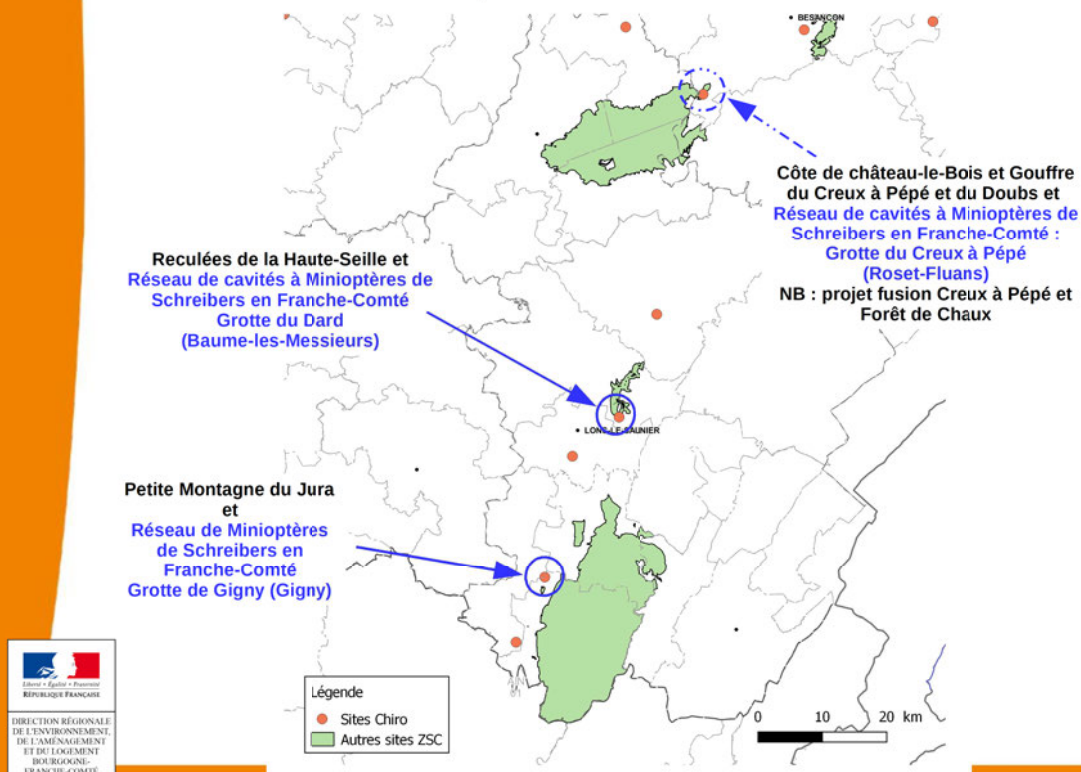 BESANÇON
Côte de château-le-Bois et Gouffre
du Creux à Pépé et du Doubs et
Réseau de cavités à Minioptères de
Schreibers en Franche-Comté :
Grotte du Creux à Pépé
(Roset-Fluans)
NB : projet fusion Creux à Pépé et
Forêt de Chaux
Reculées de la Haute-Seille et
Réseau de cavités à Minioptères de
Schreibers en Franche-Comté
Grotte du Dard
(Baume-les-Messieurs)
LONS-LE-SAUNIER
Petite Montagne du Jura
et
Réseau de Minioptères
de Schreibers en
Franche-Comté
Grotte de Gigny (Gigny)
Légende
Sites Chiro
Autres sites ZSC
0 10 20 km
Liberté • Égalité • Fraternité
RÉPUBLIQUE FRANÇAISE
DIRECTION RÉGIONALE
DE L'ENVIRONNEMENT,
DE L'AMÉNAGEMENT
ET DU LOGEMENT
BOURGOGNE-
FRANCHE-COMTÉ